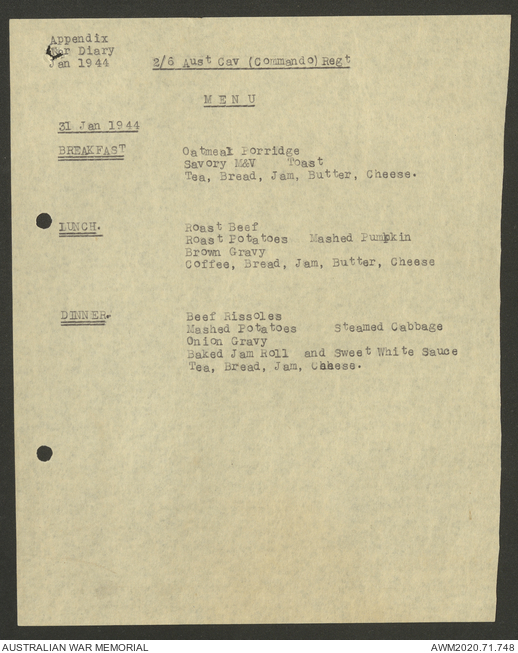 Appendix
War Diary
Jan 1944
2/6 Aust Cav (Commando) Regt
MENU
31 Jan 1944
BREAKFAST
Oatmeal Porridge
Savory M&V Toast
Tea, Bread, Jam, Butter, Cheese.
LUNCH.
Roast Beef
Roast Potatoes Mashed Pumpkin
Brown Gravy
Coffee, Bread, Jam, Butter, Cheese
DINNER.
Beef Rissoles
Mashed Potatoes Steamed Cabbage
Onion Gravy
Baked Jam Roll and Sweet White Sauce
Tea, Bread, Jam, Cheese.
AUSTRALIAN WAR MEMORIAL
AWM2020.71.748